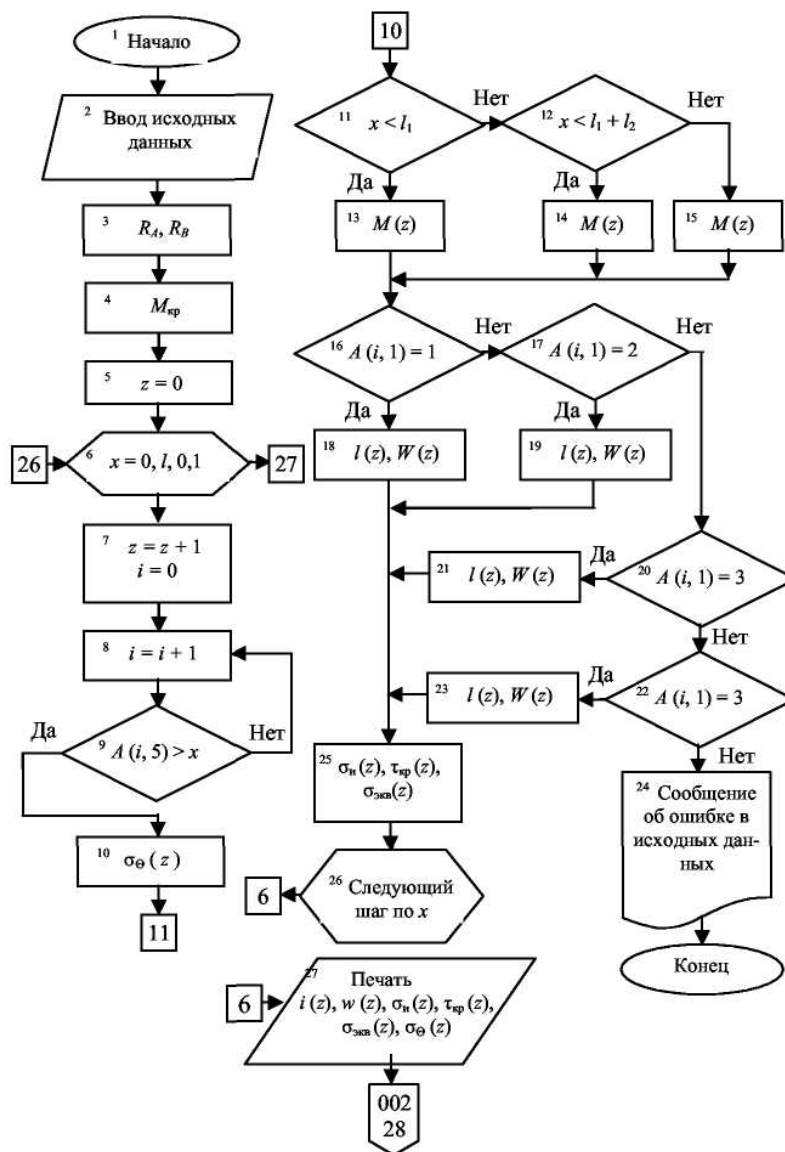 1 Начало
2 Ввод исходных
данных
3 R_A, R_B
4 M_кр
5 z = 0
26
6 x = 0, l, 0,1
27
7 z = z + 1
i = 0
8 i = i + 1
Да
9 A (i, 5) > x
Нет
10 σ_Θ ( z )
11
10
11 x < l_1
Нет
12 x < l_1 + l_2
Нет
Да
Да
13 M (z)
14 M (z)
15 M (z)
16 A (i, 1) = 1
Нет
17 A (i, 1) = 2
Нет
Да
Да
18 l (z), W(z)
19 l (z), W(z)
21 l (z), W(z)
Да
20 A (i, 1) = 3
Нет
23 l (z), W(z)
Да
22 A (i, 1) = 3
Нет
25 σ_и (z), τ_кр (z),
σ_экв(z)
24 Сообщение
об ошибке в
исходных дан-
ных
6
26 Следующий
шаг по x
Конец
6
27
Печать
i (z), w (z), σ_и (z), τ_кр (z),
σ_экв (z), σ_Θ (z)
002
28